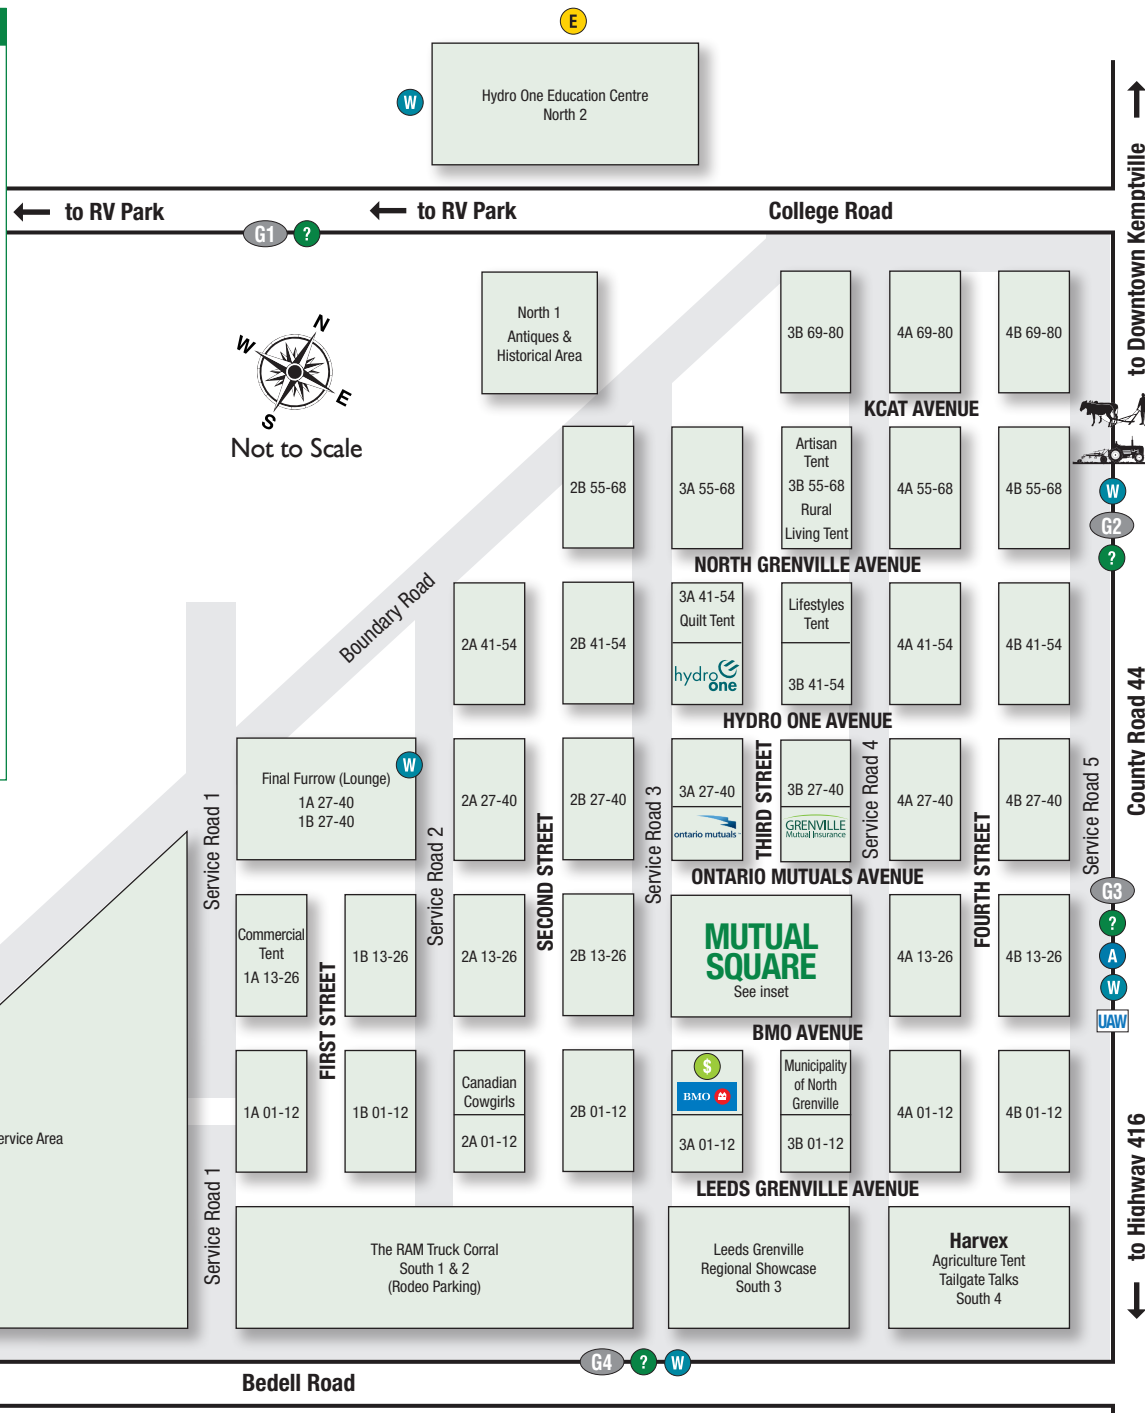 E
W
Hydro One Education Centre
North 2
to RV Park
to RV Park
College Road
G1
?
to Downtown Kemptville
N
W
E
S
Not to Scale
North 1
Antiques &
Historical Area
3B 69-80
4A 69-80
4B 69-80
KCAT AVENUE
2B 55-68
3A 55-68
Artisan
Tent
3B 55-68
Rural
Living Tent
4A 55-68
4B 55-68
W
G2
?
NORTH GRENVILLE AVENUE
Boundary Road
2A 41-54
2B 41-54
3A 41-54
Quilt Tent
hydro
one
Lifestyles
Tent
3B 41-54
4A 41-54
4B 41-54
County Road 44
HYDRO ONE AVENUE
Service Road 1
Final Furrow (Lounge)
1A 27-40
1B 27-40
W
Service Road 2
2A 27-40
SECOND STREET
2B 27-40
Service Road 3
3A 27-40
ontario mutuals
THIRD STREET
3B 27-40
GRENVILLE
Mutual Insurance
Service Road 4
4A 27-40
FOURTH STREET
4B 27-40
Service Road 5
ONTARIO MUTUALS AVENUE
G3
?
A
W
UAW
Commercial
Tent
1A 13-26
FIRST STREET
1B 13-26
2A 13-26
2B 13-26
MUTUAL
SQUARE
See inset
4A 13-26
4B 13-26
BMO AVENUE
1A 01-12
1B 01-12
Canadian
Cowgirls
2A 01-12
2B 01-12
$
BMO
3A 01-12
Municipality
of North
Grenville
3B 01-12
4A 01-12
4B 01-12
ervice Area
to Highway 416
LEEDS GRENVILLE AVENUE
Service Road 1
The RAM Truck Corral
South 1 & 2
(Rodeo Parking)
Leeds Grenville
Regional Showcase
South 3
Harvex
Agriculture Tent
Tailgate Talks
South 4
G4
?
W
Bedell Road